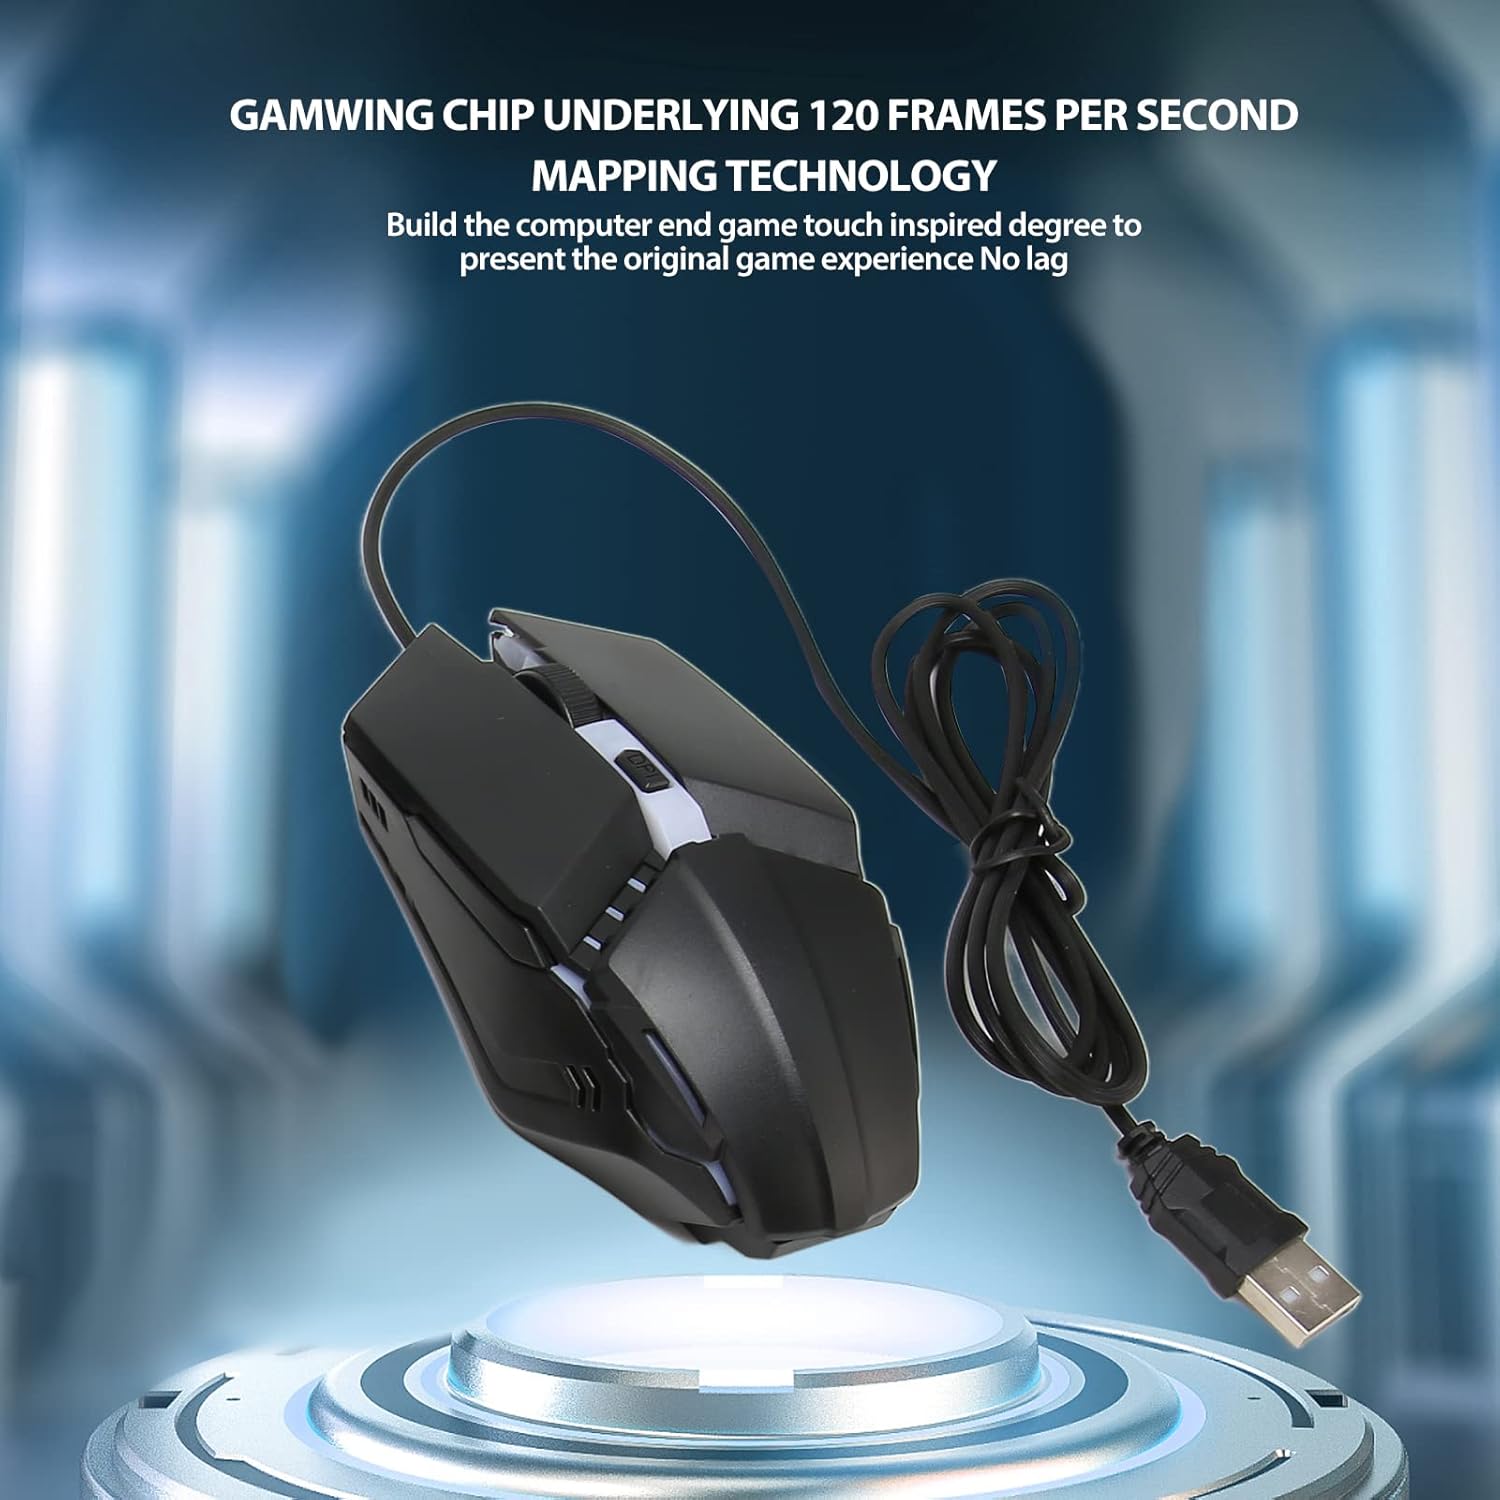 GAMWING CHIP UNDERLYING 120 FRAMES PER SECOND
MAPPING TECHNOLOGY
Build the computer end game touch inspired degree to
present the original game experience No lag
DPI